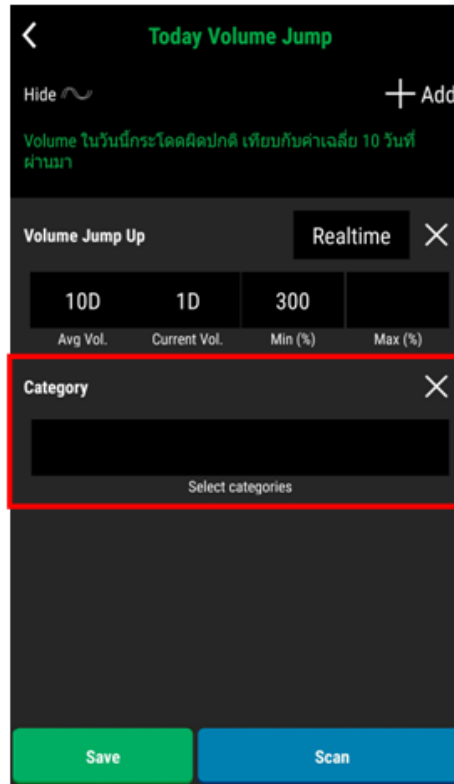 Today Volume Jump
Hide
Add
Volume ในวันนี้กระโดดผิดปกติ เทียบกับค่าเฉลี่ย 10 วันที่
ผ่านมา
Volume Jump Up
Realtime
10D 1D 300
Avg Vol. Current Vol. Min (%) Max (%)
Category
Select categories
Save Scan